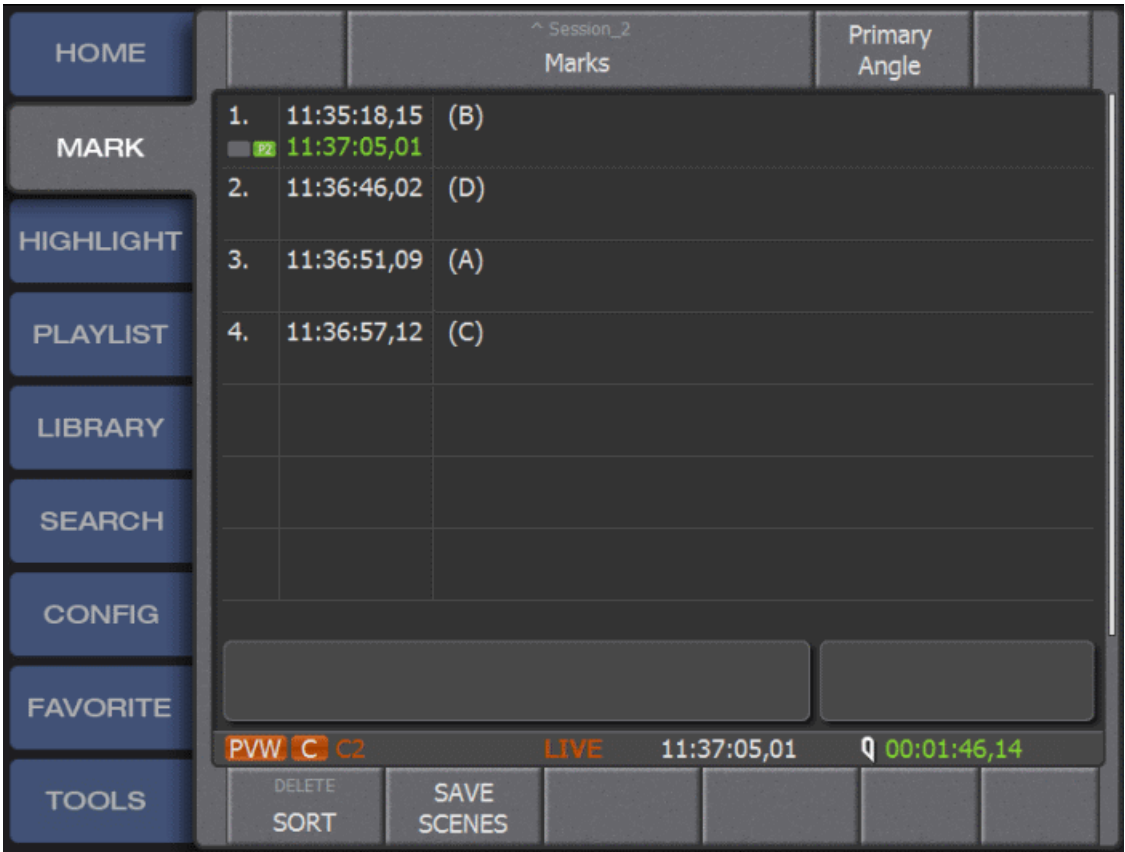 HOME
MARK
HIGHLIGHT
PLAYLIST
LIBRARY
SEARCH
CONFIG
FAVORITE
TOOLS
^ Session_2
Marks
Primary
Angle
1. 11:35:18,15 (B)
P2 11:37:05,01
2. 11:36:46,02 (D)
3. 11:36:51,09 (A)
4. 11:36:57,12 (C)
PVW C C2 LIVE 11:37:05,01 00:01:46,14
DELETE
SORT
SAVE
SCENES